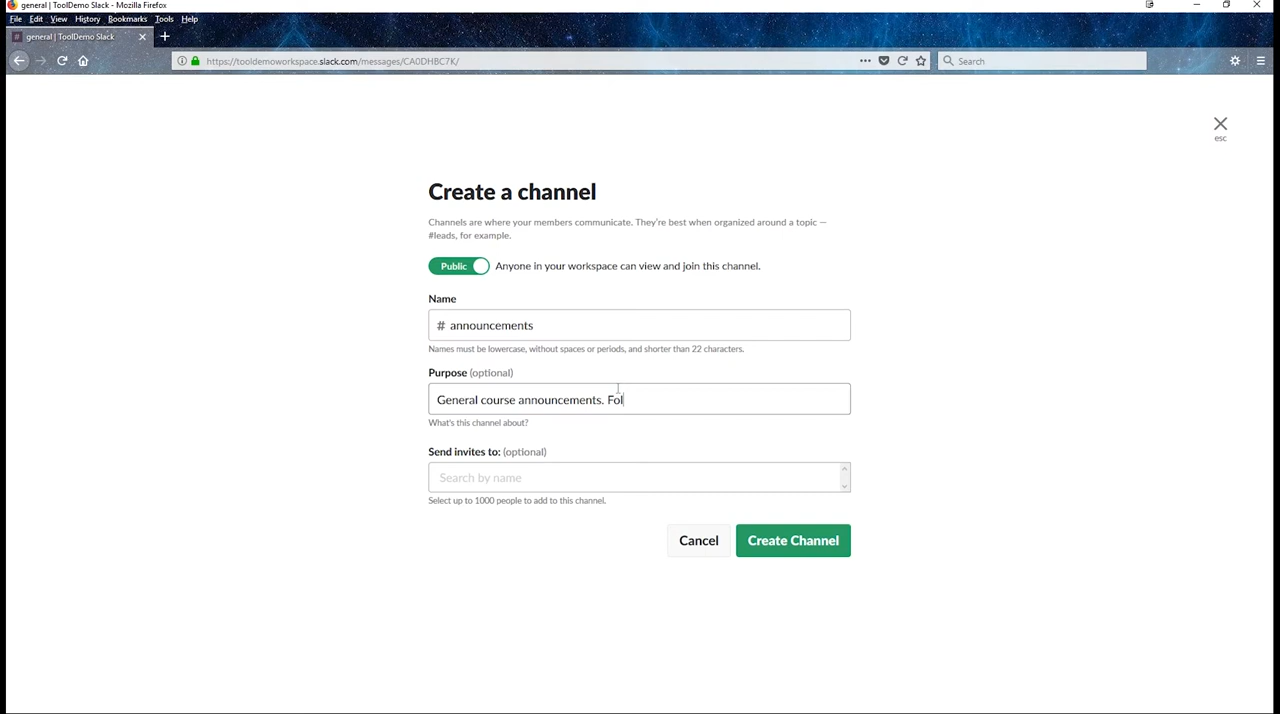 general | ToolDemo Slack - Mozilla Firefox
File Edit View History Bookmarks Tools Help
# general | ToolDemo Slack
https://tooldemoworkspace.slack.com/messages/CA0DHBC7K/
Search
esc
Create a channel
Channels are where your members communicate. They're best when organized around a topic —
#leads, for example.
Public Anyone in your workspace can view and join this channel.
Name
# announcements
Names must be lowercase, without spaces or periods, and shorter than 22 characters.
Purpose (optional)
General course announcements. Fol
What's this channel about?
Send invites to: (optional)
Search by name
Select up to 1000 people to add to this channel.
Cancel Create Channel